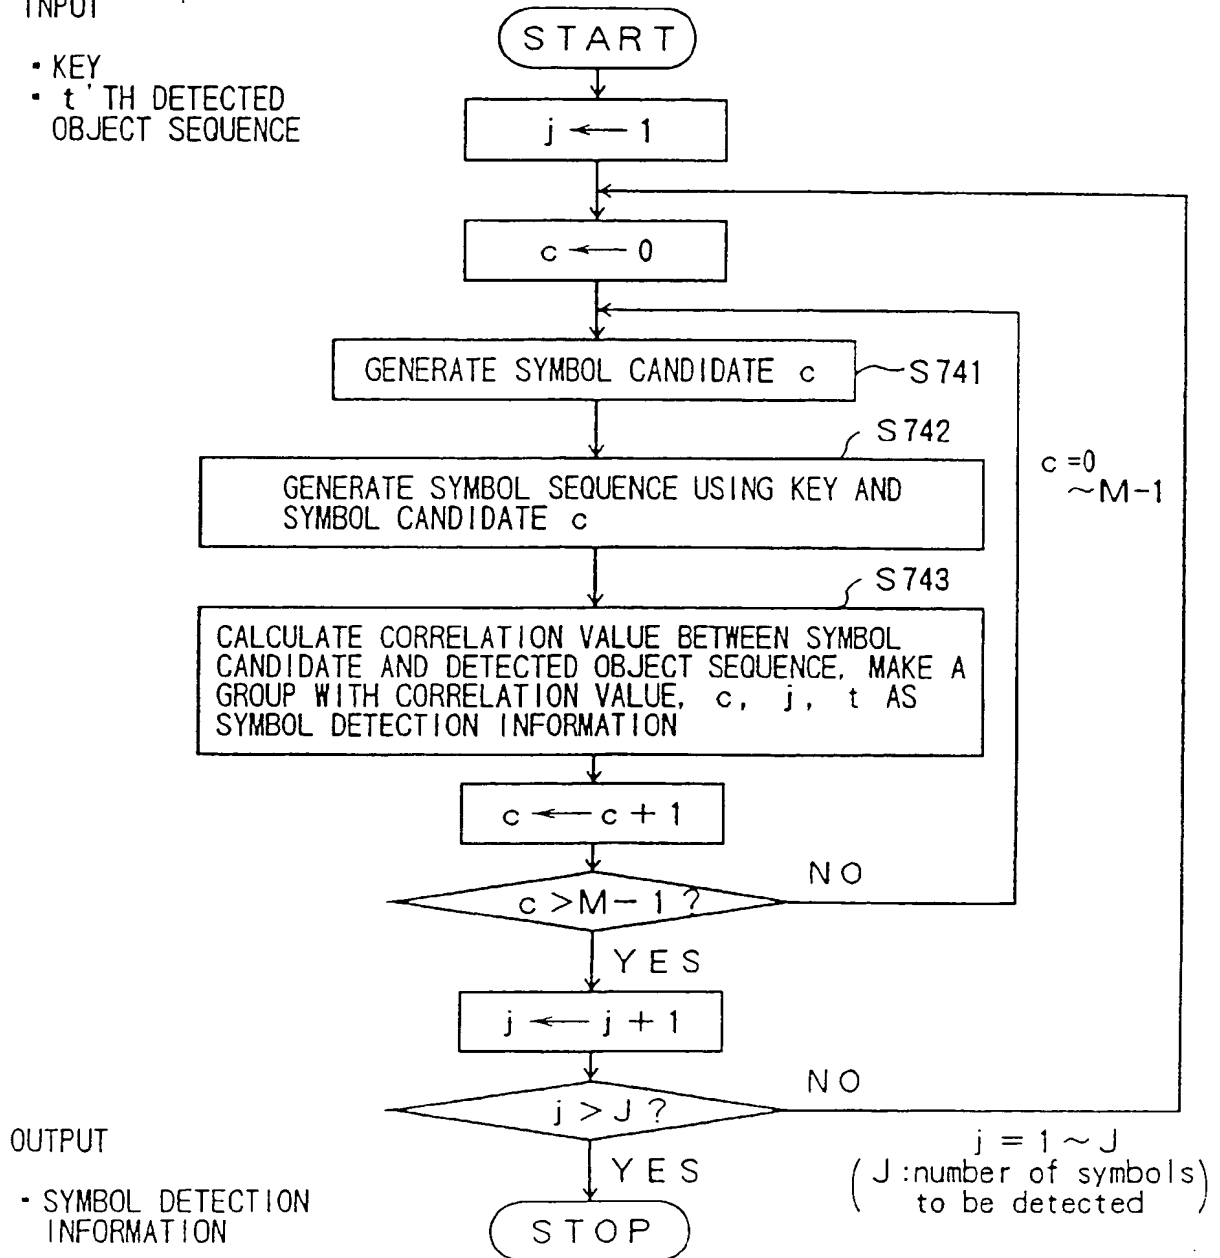 INPUT
• KEY
• t' TH DETECTED
OBJECT SEQUENCE
START
j ← 1
c ← 0
GENERATE SYMBOL CANDIDATE c
S741
S742
GENERATE SYMBOL SEQUENCE USING KEY AND
SYMBOL CANDIDATE c
c =0
~M-1
S743
CALCULATE CORRELATION VALUE BETWEEN SYMBOL
CANDIDATE AND DETECTED OBJECT SEQUENCE, MAKE A
GROUP WITH CORRELATION VALUE, c, j, t AS
SYMBOL DETECTION INFORMATION
c ← c + 1
c > M - 1 ?
NO
YES
j ← j + 1
j > J ?
NO
YES
STOP
j = 1 ~ J
(J :number of symbols
to be detected)
OUTPUT
• SYMBOL DETECTION
INFORMATION